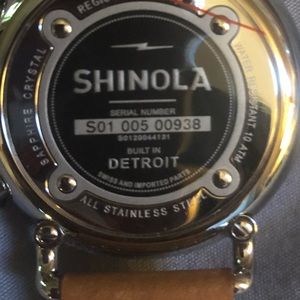 REGIS
SHINOLA
SERIAL NUMBER
S01 005 00938
S0120044131
BUILT IN
DETROIT
SWISS AND IMPORTED PARTS
SAPPHIRE CRYSTAL
WATER RESISTANT 10 ATM
ALL STAINLESS STEEL